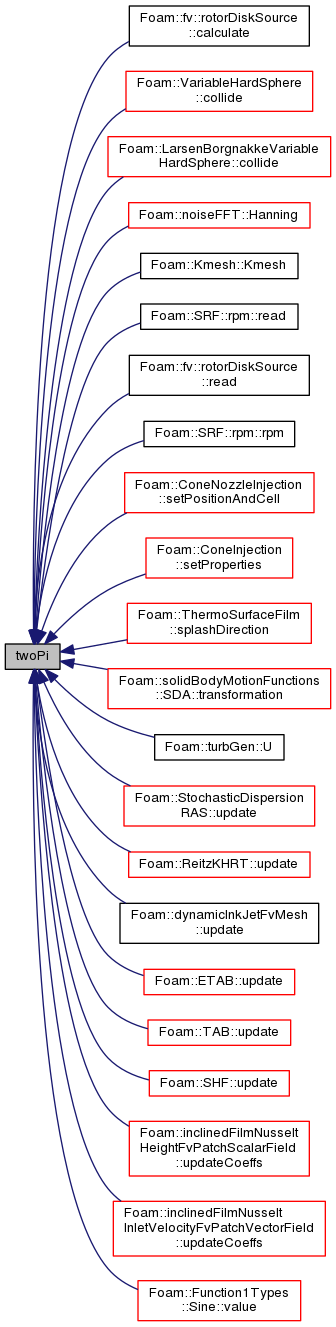 Foam::fv::rotorDiskSource
::calculate
Foam::VariableHardSphere
::collide
Foam::LarsenBorgnakkeVariable
HardSphere::collide
Foam::noiseFFT::Hanning
Foam::Kmesh::Kmesh
Foam::SRF::rpm::read
Foam::fv::rotorDiskSource
::read
Foam::SRF::rpm::rpm
Foam::ConeNozzleInjection
::setPositionAndCell
Foam::ConeInjection
::setProperties
Foam::ThermoSurfaceFilm
::splashDirection
twoPi
Foam::solidBodyMotionFunctions
::SDA::transformation
Foam::turbGen::U
Foam::StochasticDispersion
RAS::update
Foam::ReitzKHRT::update
Foam::dynamicInkJetFvMesh
::update
Foam::ETAB::update
Foam::TAB::update
Foam::SHF::update
Foam::inclinedFilmNusselt
HeightFvPatchScalarField
::updateCoeffs
Foam::inclinedFilmNusselt
InletVelocityFvPatchVectorField
::updateCoeffs
Foam::Function1Types
::Sine::value